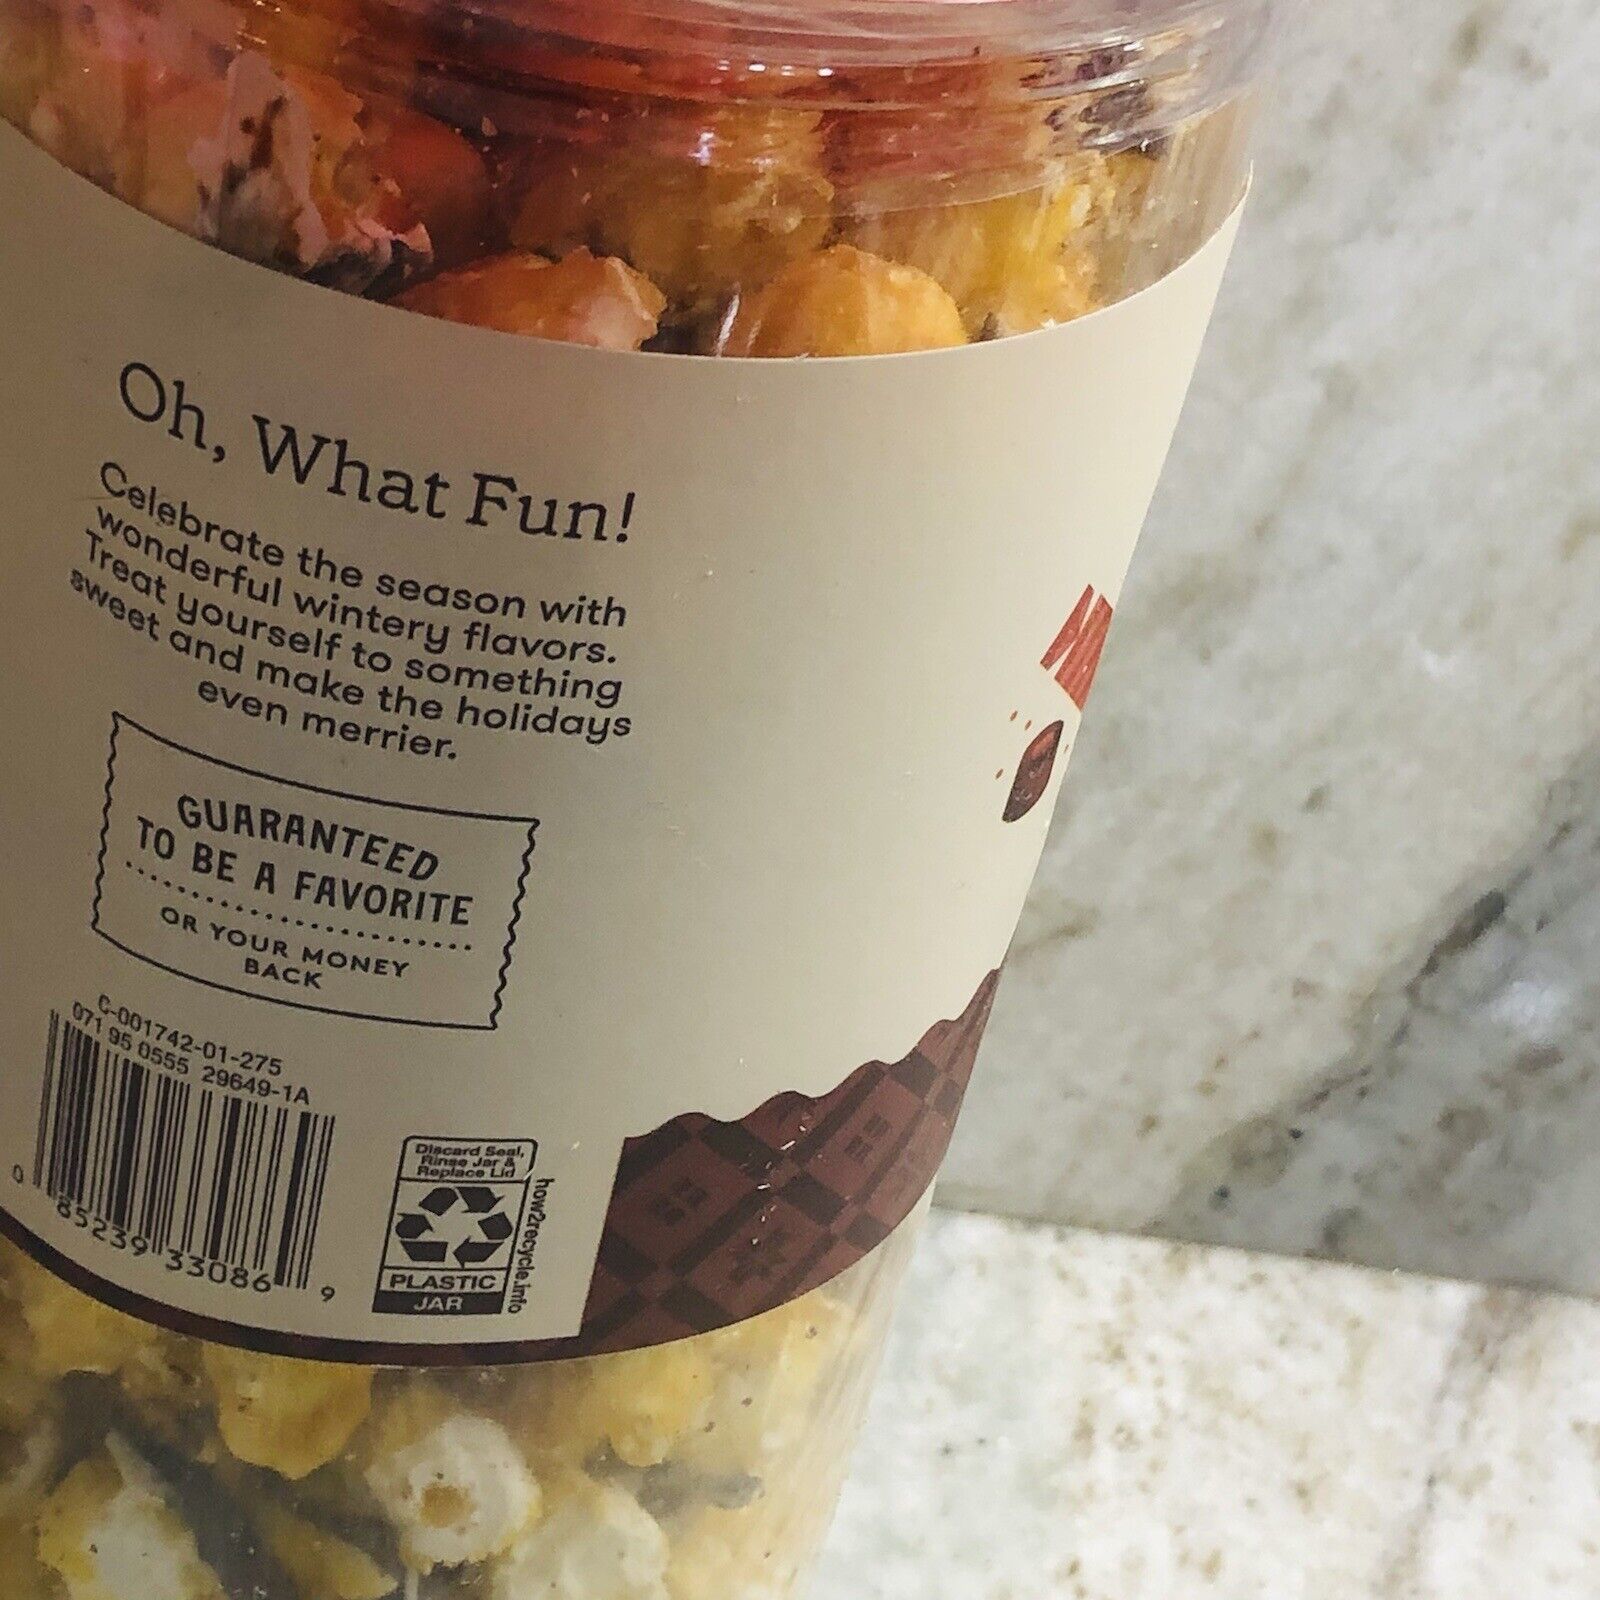 Oh, What Fun!
Celebrate the season with
wonderful wintery flavors.
Treat yourself to something
sweet and make the holidays
even merrier.
GUARANTEED
TO BE A FAVORITE
OR YOUR MONEY
BACK
C-001742-01-275
071 95 0555 29649-1A
0 85239 33086 9
Discard Seal,
Rinse Jar &
Replace Lid
PLASTIC
JAR
how2recycle.info